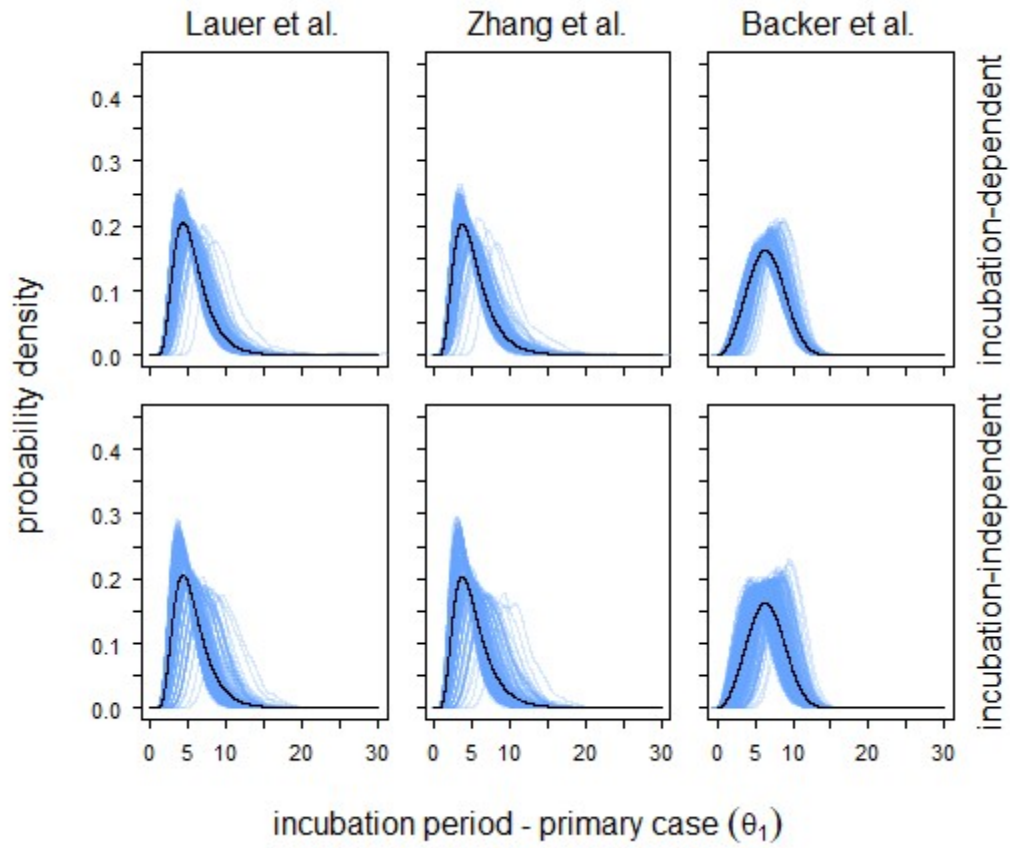 Lauer et al. Zhang et al. Backer et al.
incubation-dependent
0.4
0.3
0.2
0.1
0.0
probability density
incubation-independent
0.4
0.3
0.2
0.1
0.0
0 5 10 20 30 0 5 10 20 30 0 5 10 20 30
incubation period - primary case (θ₁)